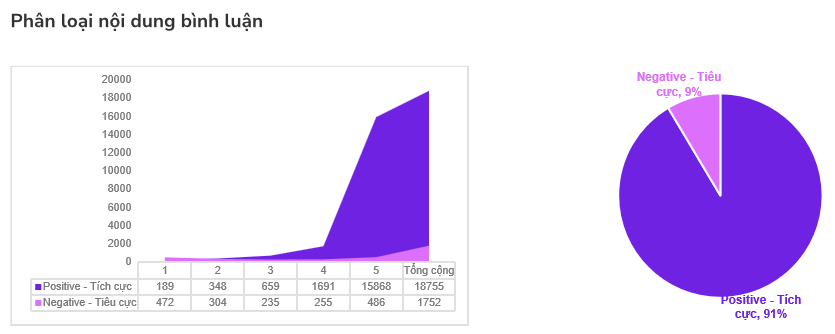 Phân loại nội dung bình luận
20000
18000
16000
14000
12000
10000
8000
6000
4000
2000
0
1 2 3 4 5 Tổng cộng
Positive - Tích cực 189 348 659 1691 15868 18755
Negative - Tiêu cực 472 304 235 255 486 1752
Negative - Tiêu
cực, 9%
Positive - Tích
cực, 91%